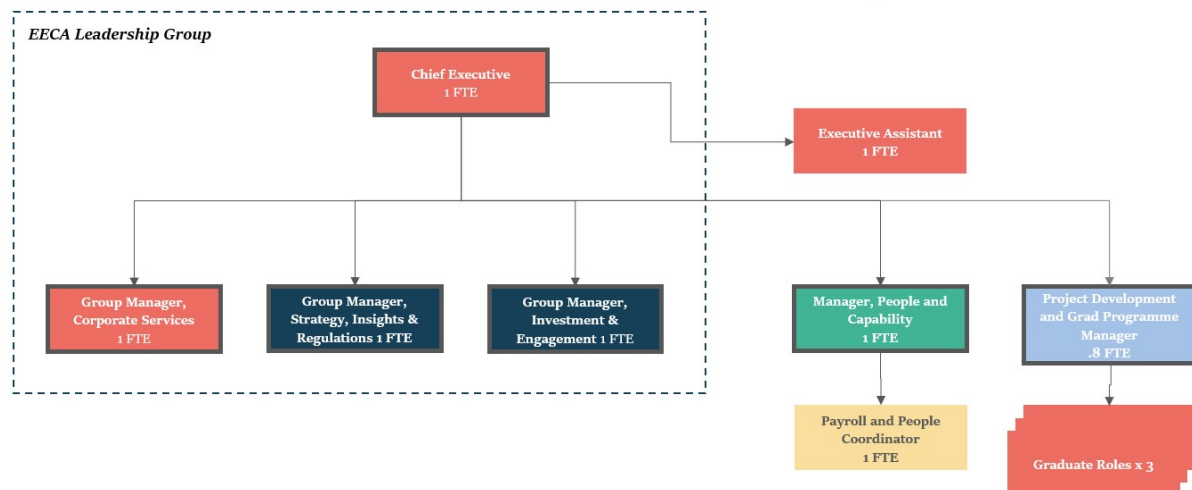 EECA Leadership Group
Chief Executive
1 FTE
Executive Assistant
1 FTE
Group Manager,
Corporate Services
1 FTE
Group Manager,
Strategy, Insights &
Regulations 1 FTE
Group Manager,
Investment &
Engagement 1 FTE
Manager, People and
Capability
1 FTE
Project Development
and Grad Programme
Manager
.8 FTE
Payroll and People
Coordinator
1 FTE
Graduate Roles x 3